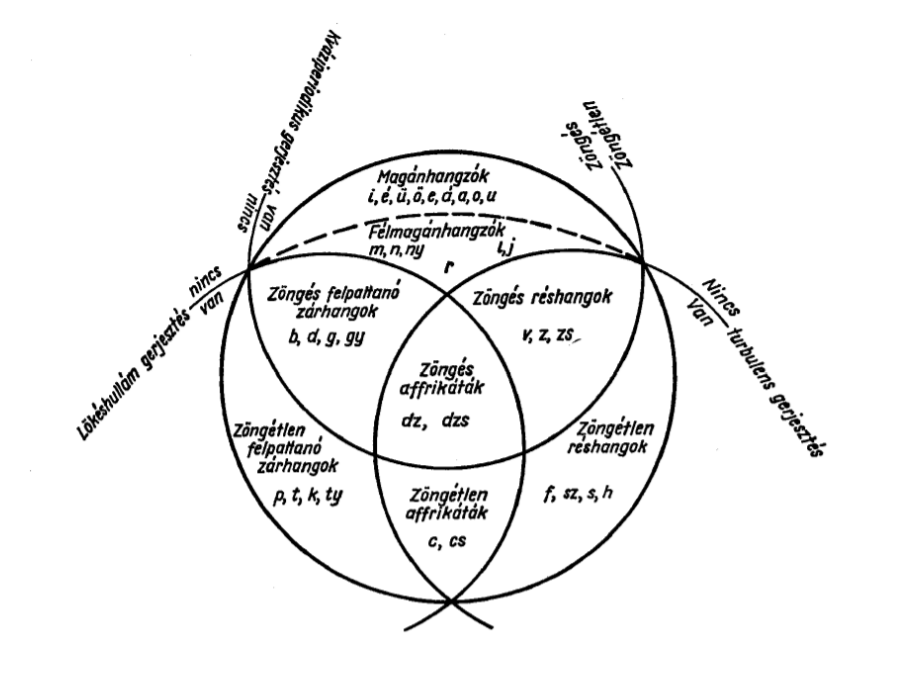 Kváziperiódikus gerjesztés van
nincs
Zöngés
Zöngétlen
Magánhangzók
i, é, ü, ö, e, á, a, o, u
Félmagánhangzók
m, n, ny
l, j
r
Lökéshullám gerjesztés nincs
van
Nincs
Van turbulens gerjesztés
Zöngés felpattanó
zárhangok
b, d, g, gy
Zöngés réshangok
v, z, zs
Zöngés
affrikáták
dz, dzs
Zöngétlen
felpattanó
zárhangok
p, t, k, ty
Zöngétlen
réshangok
f, sz, s, h
Zöngétlen
affrikáták
c, cs